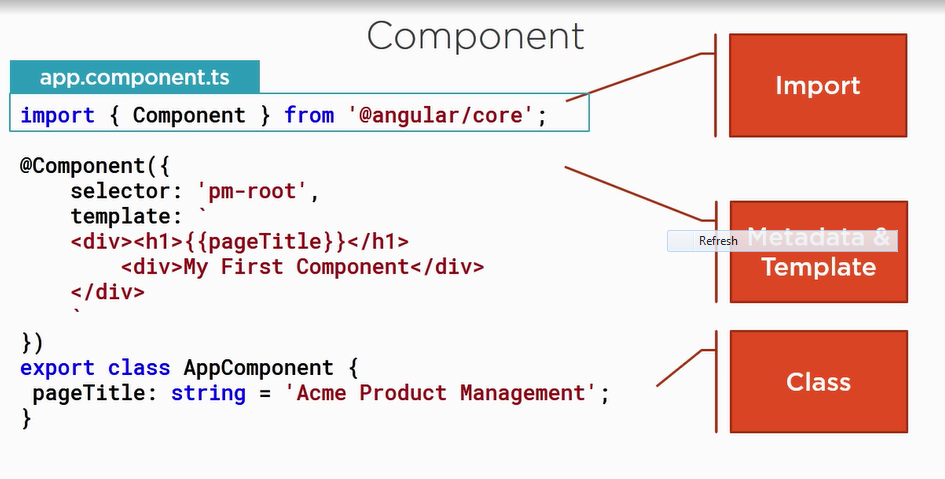 Component
app.component.ts
import { Component } from '@angular/core';
Import
@Component({
    selector: 'pm-root',
    template: `
    <div><h1>{{pageTitle}}</h1>
        <div>My First Component</div>
    </div>
    `
})
Refresh
Metadata &
Template
export class AppComponent {
 pageTitle: string = 'Acme Product Management';
}
Class